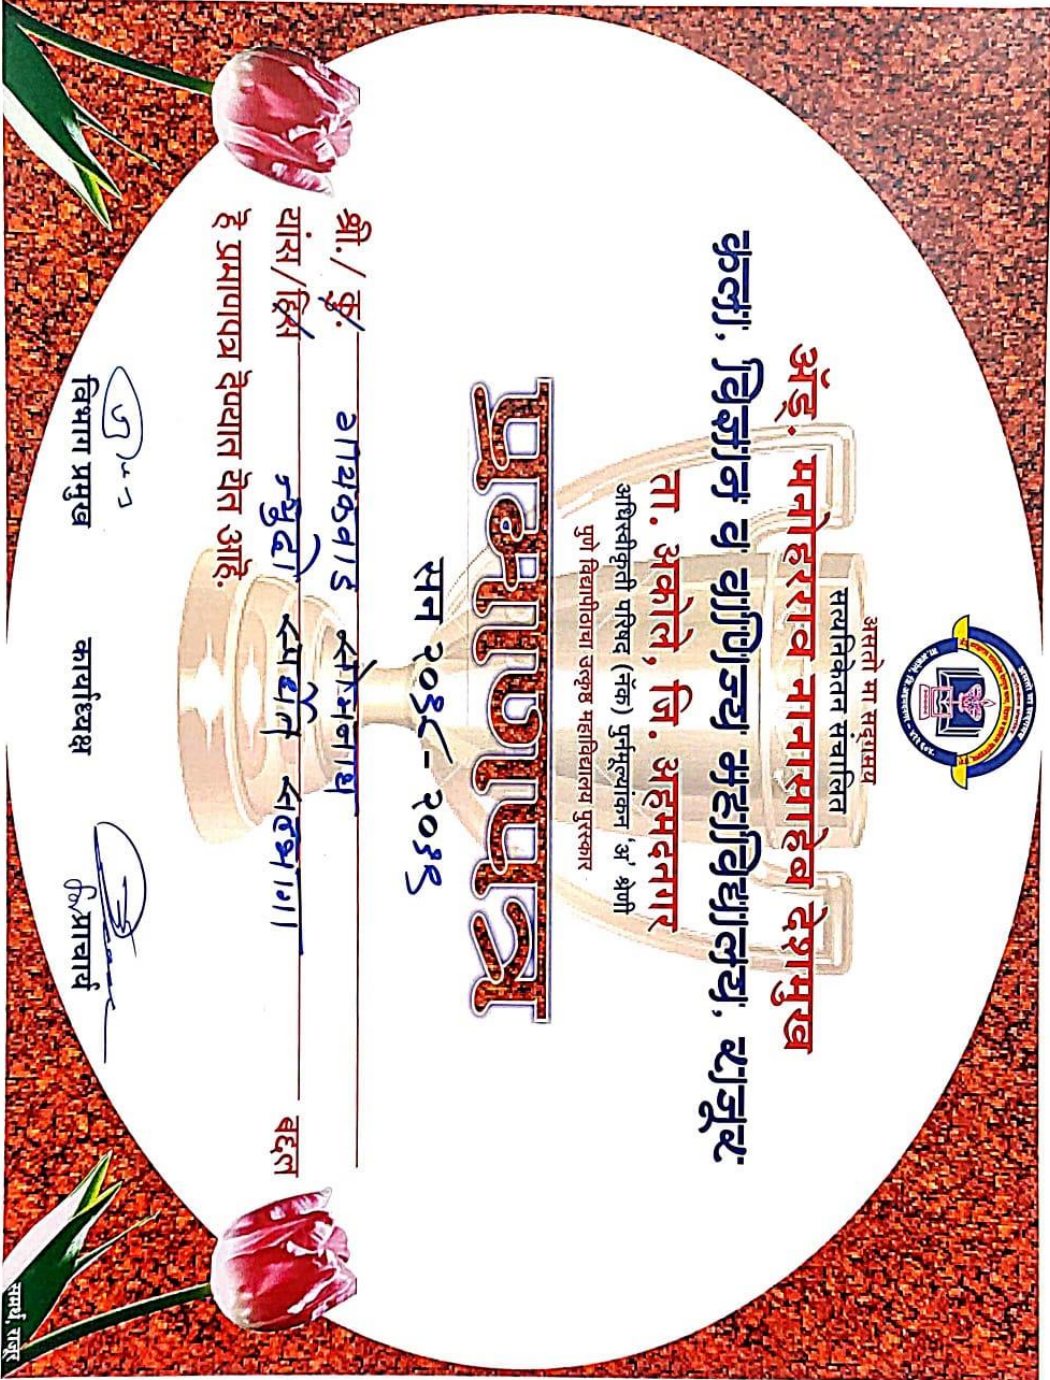 असतो मा सद्गमय
सत्यनिकेतन संचालित
ॲड्. मनोहरराव नानासाहेब देशमुख
कला, विज्ञान व वाणिज्य महाविद्यालय, राजूर
ता. अकोले, जि. अहमदनगर
अधिस्वीकृती परिषद (नॅक) पुर्नमूल्यांकन 'अ' श्रेणी
पुणे विद्यापीठाचा उत्कृष्ठ महाविद्यालय पुरस्कार
प्रमाणपत्र
सन २०१८- २०१९
श्री./ कु. गायकवाड सोमनाथ
यांस/हिस बुद्धी स्पर्धेत सहभागी बद्दल
हे प्रमाणपत्र देण्यात येत आहे.
विभाग प्रमुख कार्याध्यक्ष प्राचार्य
समर्थ, राजूर